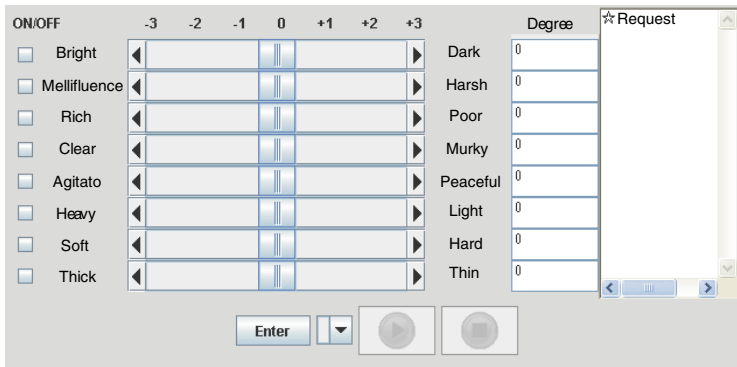 ON/OFF -3 -2 -1 0 +1 +2 +3 Degree ☆Request
Bright Dark 0
Mellifluence Harsh 0
Rich Poor 0
Clear Murky 0
Agitato Peaceful 0
Heavy Light 0
Soft Hard 0
Thick Thin 0
Enter